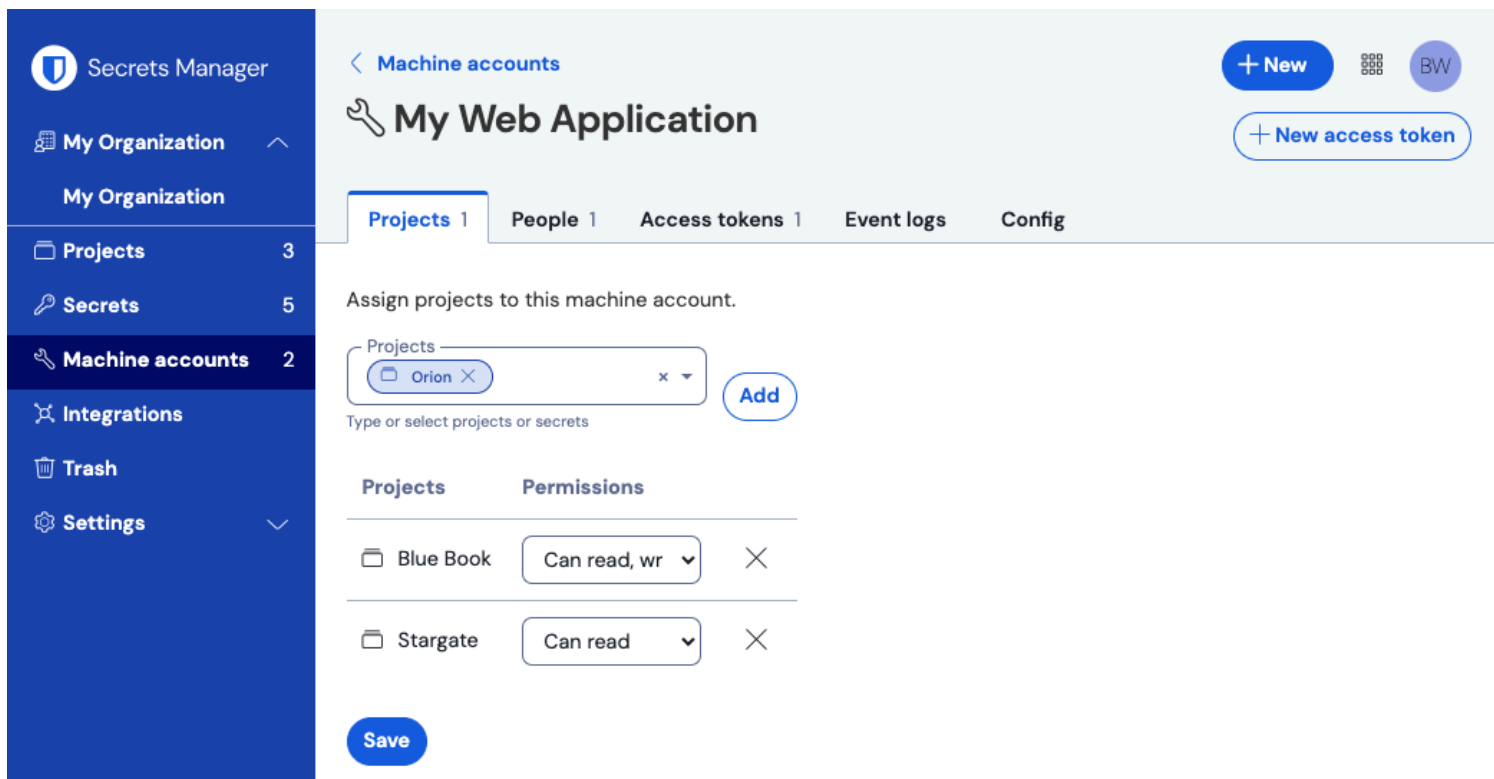 Secrets Manager
My Organization
My Organization
Projects 3
Secrets 5
Machine accounts 2
Integrations
Trash
Settings
Machine accounts
+ New
BW
My Web Application
+ New access token
Projects 1
People 1
Access tokens 1
Event logs
Config
Assign projects to this machine account.
Projects
Orion
Add
Type or select projects or secrets
Projects Permissions
Blue Book Can read, wr
Stargate Can read
Save